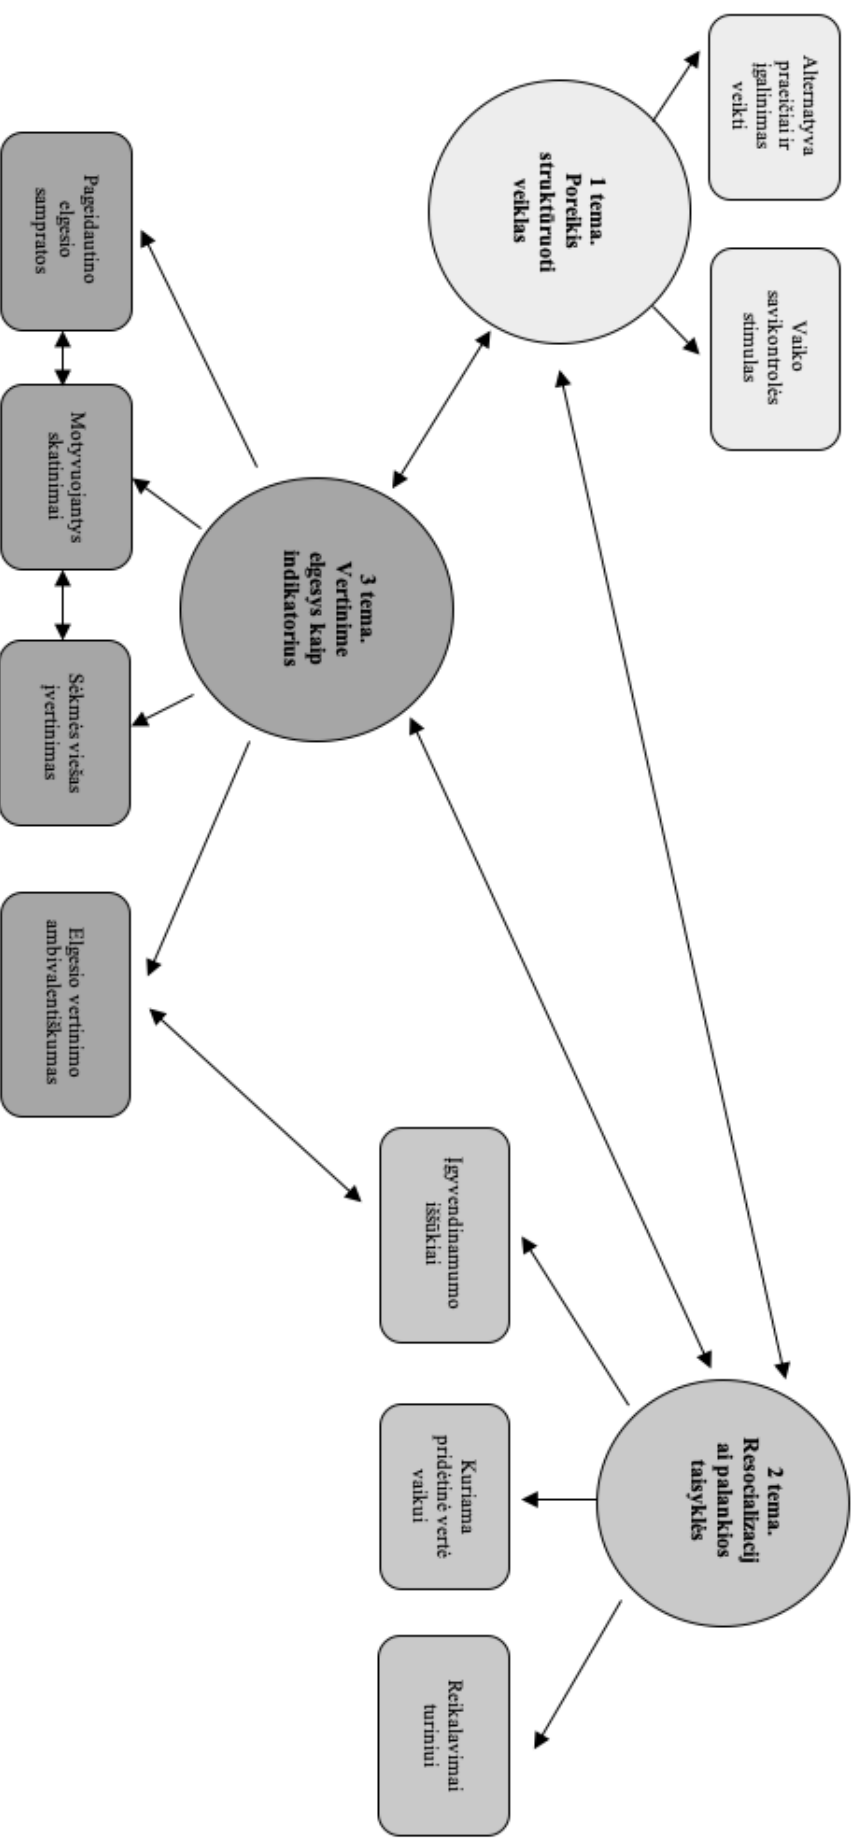 Alternatyva
praeičiai ir
įgalinimas
veikti
Vaiko
savikontrolės
stimulas
1 tema.
Poreikis
struktūruoti
veiklas
2 tema.
Resocializacij
ai palankios
taisyklės
3 tema.
Vertinime
elgesys kaip
indikatorius
Įgyvendinamumo
iššūkiai
Kuriama
pridėtinė vertė
vaikui
Reikalavimai
turiniui
Pageidautino
elgesio
sampratos
Motyvuojantys
skatinimai
Sėkmės viešas
įvertinimas
Elgesio vertinimo
ambivalentiškumas